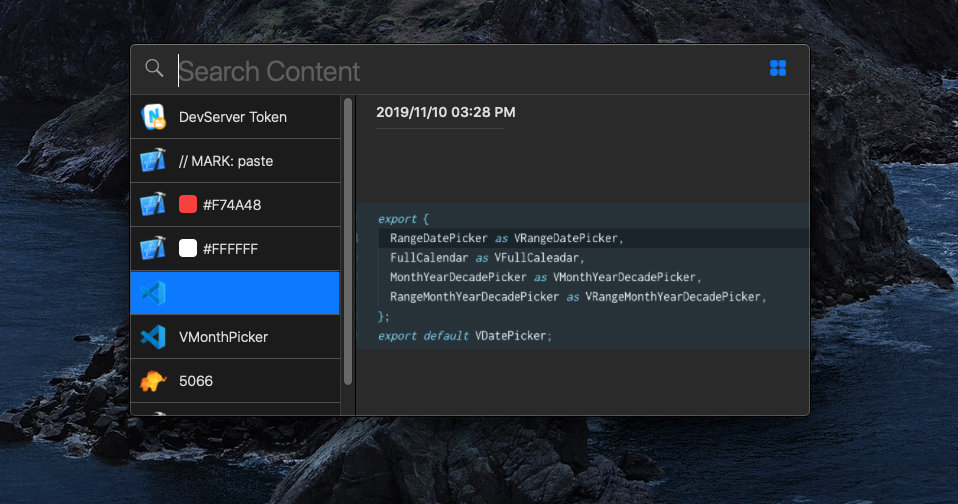 Search Content
DevServer Token
// MARK: paste
#F74A48
#FFFFFF
VMonthPicker
5066
2019/11/10 03:28 PM
export {
RangeDatePicker as VRangeDatePicker,
FullCalendar as VFullCaleadar,
MonthYearDecadePicker as VMonthYearDecadePicker,
RangeMonthYearDecadePicker as VRangeMonthYearDecadePicker,
};
export default VDatePicker;